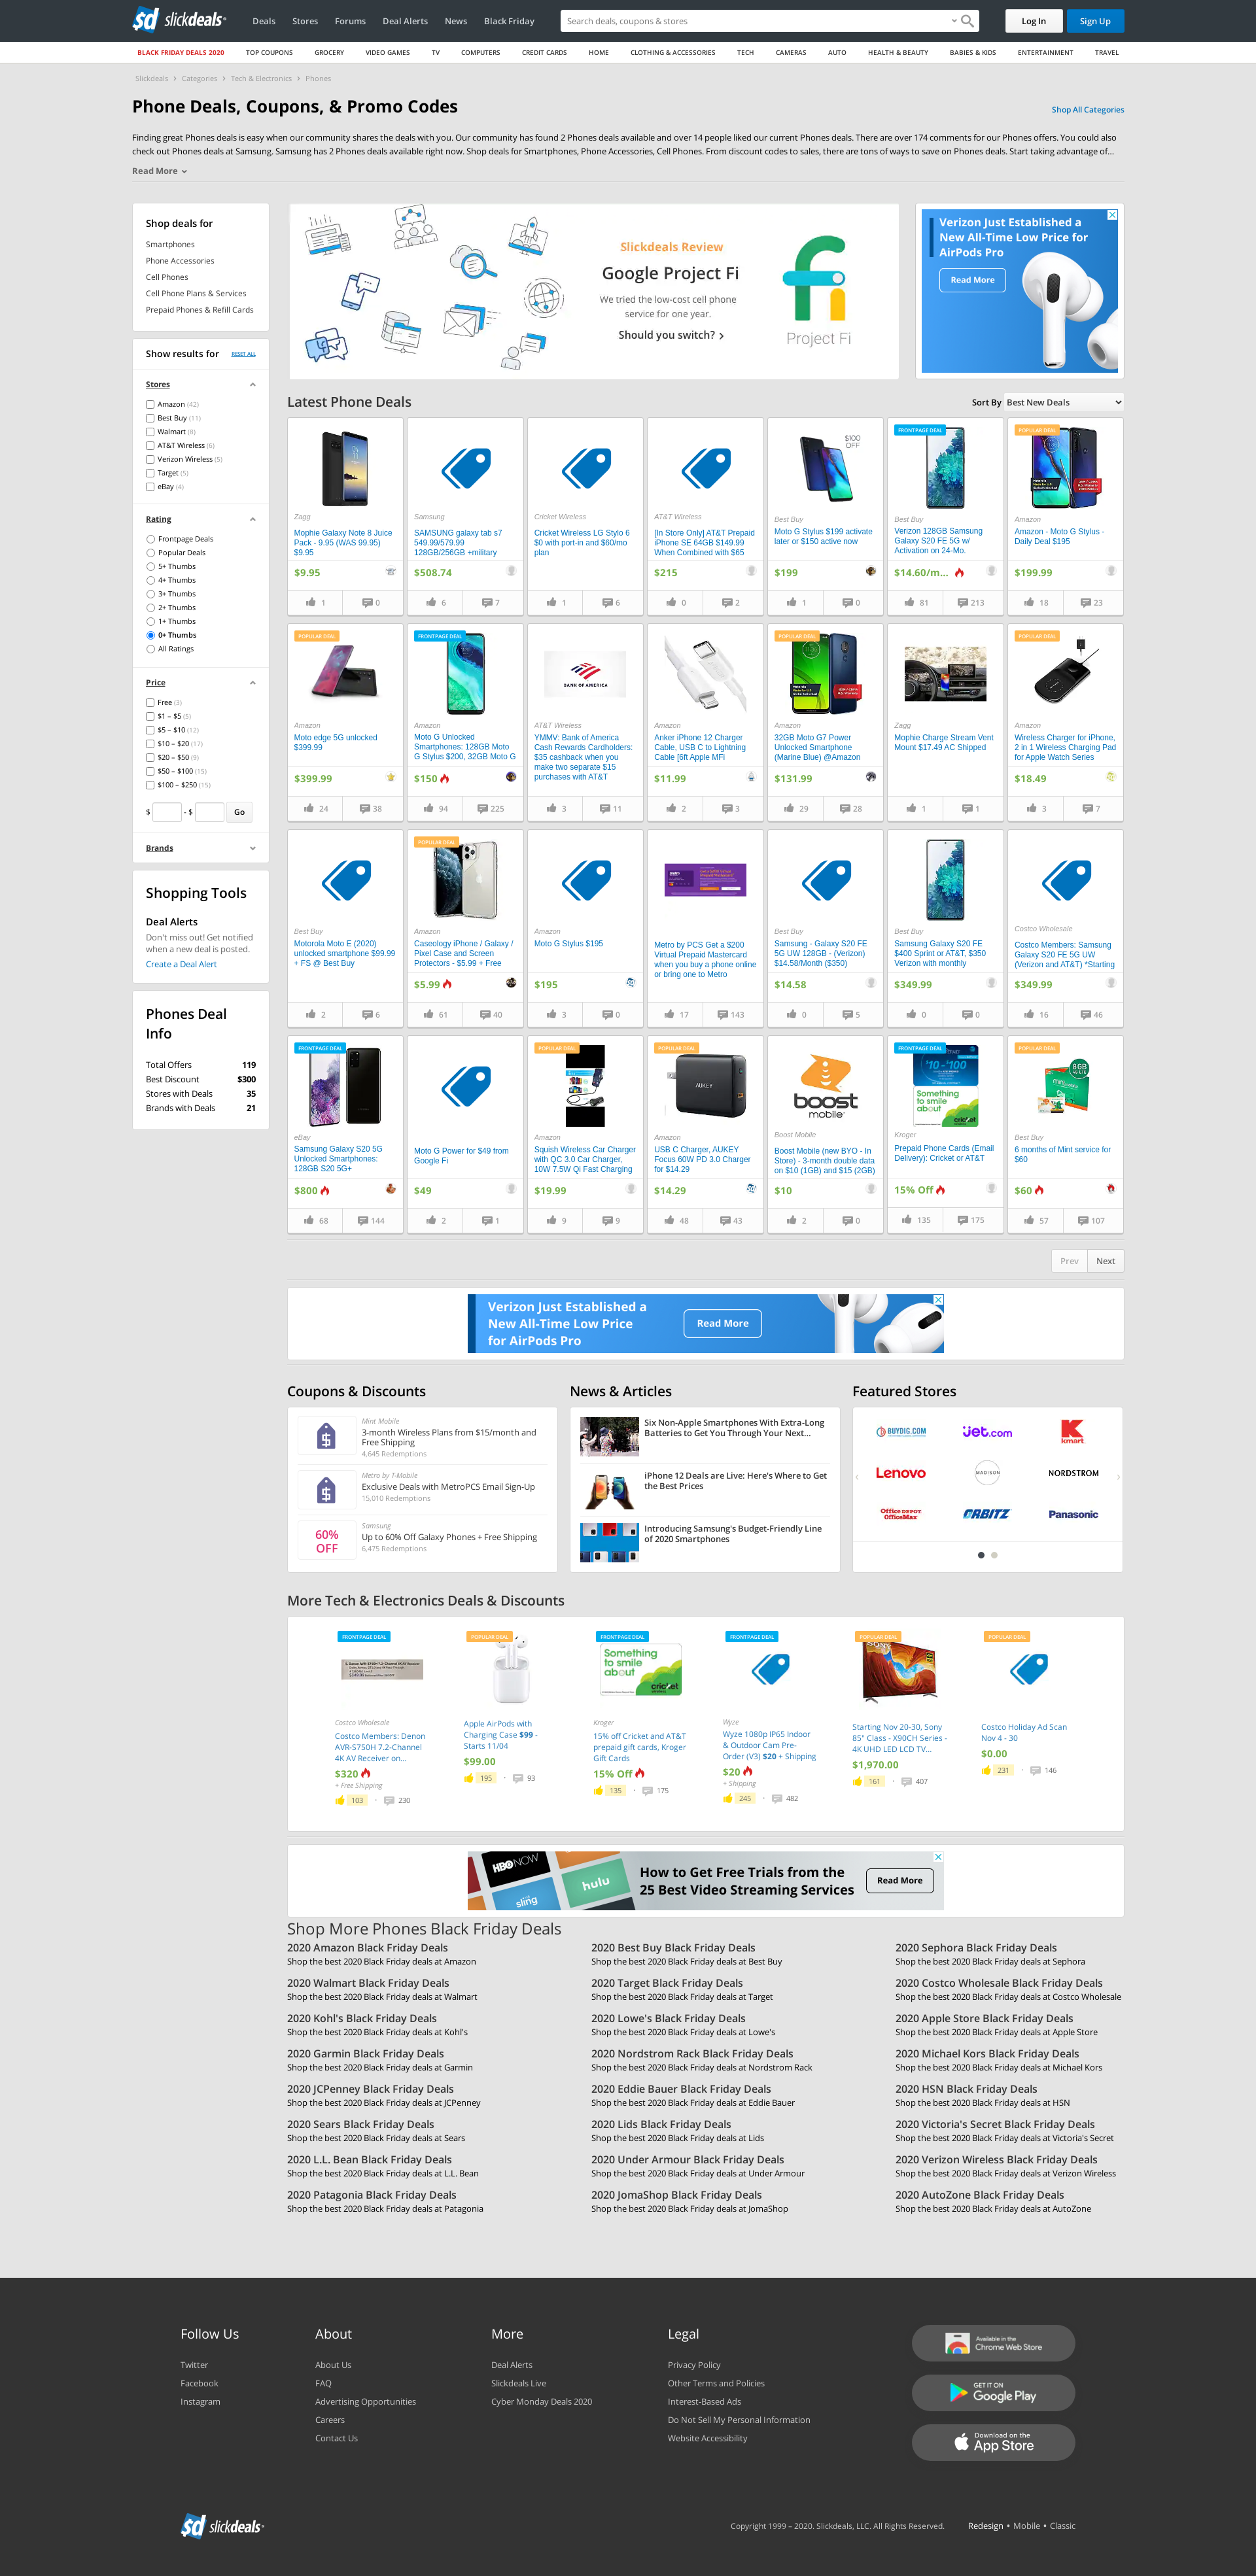 slickdeals
Deals
Stores
Forums
Deal Alerts
News
Black Friday
Search deals, coupons & stores
Log In
Sign Up
BLACK FRIDAY DEALS 2020
TOP COUPONS
GROCERY
VIDEO GAMES
TV
COMPUTERS
CREDIT CARDS
HOME
CLOTHING & ACCESSORIES
TECH
CAMERAS
AUTO
HEALTH & BEAUTY
BABIES & KIDS
ENTERTAINMENT
TRAVEL
Slickdeals › Categories › Tech & Electronics › Phones
Phone Deals, Coupons, & Promo Codes
Shop All Categories
Finding great Phones deals is easy when our community shares the deals with you. Our community has found 2 Phones deals available and over 14 people liked our current Phones deals. There are over 174 comments for our Phones offers. You could also
check out Phones deals at Samsung. Samsung has 2 Phones deals available right now. Shop deals for Smartphones, Phone Accessories, Cell Phones. From discount codes to sales, there are tons of ways to save on Phones deals. Start taking advantage of...
Read More
Shop deals for
Smartphones
Phone Accessories
Cell Phones
Cell Phone Plans & Services
Prepaid Phones & Refill Cards
Show results for
RESET ALL
Stores
Amazon (42)
Best Buy (11)
Walmart (8)
AT&T Wireless (6)
Verizon Wireless (5)
Target (5)
eBay (4)
Rating
Frontpage Deals
Popular Deals
5+ Thumbs
4+ Thumbs
3+ Thumbs
2+ Thumbs
1+ Thumbs
0+ Thumbs
All Ratings
Price
Free (3)
$1 – $5 (5)
$5 – $10 (12)
$10 – $20 (17)
$20 – $50 (9)
$50 – $100 (15)
$100 – $250 (15)
$ - $ Go
Brands
Shopping Tools
Deal Alerts
Don't miss out! Get notified
when a new deal is posted.
Create a Deal Alert
Phones Deal
Info
Total Offers 119
Best Discount $300
Stores with Deals 35
Brands with Deals 21
Slickdeals Review
Google Project Fi
We tried the low-cost cell phone
service for one year.
Should you switch? ›
Project Fi
Verizon Just Established a
New All-Time Low Price for
AirPods Pro
Read More
Latest Phone Deals
Sort By Best New Deals
Zagg
Mophie Galaxy Note 8 Juice
Pack - 9.95 (WAS 99.95)
$9.95
$9.95
1 0
Samsung
SAMSUNG galaxy tab s7
549.99/579.99
128GB/256GB +military
$508.74
6 7
Cricket Wireless
Cricket Wireless LG Stylo 6
$0 with port-in and $60/mo
plan
1 6
AT&T Wireless
[In Store Only] AT&T Prepaid
iPhone SE 64GB $149.99
When Combined with $65
$215
0 2
$100
OFF
Best Buy
Moto G Stylus $199 activate
later or $150 active now
$199
1 0
FRONTPAGE DEAL
Best Buy
Verizon 128GB Samsung
Galaxy S20 FE 5G w/
Activation on 24-Mo.
$14.60/m...
81 213
POPULAR DEAL
Amazon
Amazon - Moto G Stylus -
Daily Deal $195
$199.99
18 23
POPULAR DEAL
Amazon
Moto edge 5G unlocked
$399.99
$399.99
24 38
FRONTPAGE DEAL
Amazon
Moto G Unlocked
Smartphones: 128GB Moto
G Stylus $200, 32GB Moto G
$150
94 225
BANK OF AMERICA
AT&T Wireless
YMMV: Bank of America
Cash Rewards Cardholders:
$35 cashback when you
make two separate $15
purchases with AT&T
3 11
Amazon
Anker iPhone 12 Charger
Cable, USB C to Lightning
Cable [6ft Apple MFi
$11.99
2 3
POPULAR DEAL
Amazon
32GB Moto G7 Power
Unlocked Smartphone
(Marine Blue) @Amazon
$131.99
29 28
Zagg
Mophie Charge Stream Vent
Mount $17.49 AC Shipped
1 1
POPULAR DEAL
Amazon
Wireless Charger for iPhone,
2 in 1 Wireless Charging Pad
for Apple Watch Series
$18.49
3 7
Best Buy
Motorola Moto E (2020)
unlocked smartphone $99.99
+ FS @ Best Buy
2 6
POPULAR DEAL
Amazon
Caseology iPhone / Galaxy /
Pixel Case and Screen
Protectors - $5.99 + Free
$5.99
61 40
Amazon
Moto G Stylus $195
$195
3 0
Metro by PCS Get a $200
Virtual Prepaid Mastercard
when you buy a phone online
or bring one to Metro
17 143
Best Buy
Samsung - Galaxy S20 FE
5G UW 128GB - (Verizon)
$14.58/Month ($350)
$14.58
0 5
Best Buy
Samsung Galaxy S20 FE
$400 Sprint or AT&T, $350
Verizon with monthly
$349.99
0 0
Costco Wholesale
Costco Members: Samsung
Galaxy S20 FE 5G UW
(Verizon and AT&T) *Starting
$349.99
16 46
FRONTPAGE DEAL
eBay
Samsung Galaxy S20 5G
Unlocked Smartphones:
128GB S20 5G+
$800
68 144
Moto G Power for $49 from
Google Fi
$49
2 1
POPULAR DEAL
Amazon
Squish Wireless Car Charger
with QC 3.0 Car Charger,
10W 7.5W Qi Fast Charging
$19.99
9 9
POPULAR DEAL
AUKEY
Amazon
USB C Charger, AUKEY
Focus 60W PD 3.0 Charger
for $14.29
$14.29
48 43
boost
mobile
Boost Mobile
Boost Mobile (new BYO - In
Store) - 3-month double data
on $10 (1GB) and $15 (2GB)
$10
2 0
FRONTPAGE DEAL
$10-$100
Something
to smile
about
cricket
Kroger
Prepaid Phone Cards (Email
Delivery): Cricket or AT&T
15% Off
135 175
POPULAR DEAL
8GB
Best Buy
6 months of Mint service for
$60
$60
57 107
Prev
Next
Verizon Just Established a
New All-Time Low Price
for AirPods Pro
Read More
Coupons & Discounts
Mint Mobile
3-month Wireless Plans from $15/month and
Free Shipping
4,645 Redemptions
Metro by T-Mobile
Exclusive Deals with MetroPCS Email Sign-Up
15,010 Redemptions
60%
OFF
Samsung
Up to 60% Off Galaxy Phones + Free Shipping
6,475 Redemptions
News & Articles
Six Non-Apple Smartphones With Extra-Long
Batteries to Get You Through Your Next...
iPhone 12 Deals are Live: Here's Where to Get
the Best Prices
Introducing Samsung's Budget-Friendly Line
of 2020 Smartphones
Featured Stores
BUYDIG.COM
jet.com
kmart
Lenovo
MADISON
NORDSTROM
Office DEPOT
OfficeMax
ORBITZ
Panasonic
More Tech & Electronics Deals & Discounts
FRONTPAGE DEAL
Costco Wholesale
Costco Members: Denon
AVR-S750H 7.2-Channel
4K AV Receiver on...
$320
+ Free Shipping
103 230
POPULAR DEAL
Apple AirPods with
Charging Case $99 -
Starts 11/04
$99.00
195 93
FRONTPAGE DEAL
Something
to smile
about
cricket
Kroger
15% off Cricket and AT&T
prepaid gift cards, Kroger
Gift Cards
15% Off
135 175
FRONTPAGE DEAL
Wyze
Wyze 1080p IP65 Indoor
& Outdoor Cam Pre-
Order (V3) $20 + Shipping
$20
+ Shipping
245 482
POPULAR DEAL
SONY
Starting Nov 20-30, Sony
85" Class - X90CH Series -
4K UHD LED LCD TV...
$1,970.00
161 407
POPULAR DEAL
Costco Holiday Ad Scan
Nov 4 - 30
$0.00
231 146
HBO NOW
sling
hulu
How to Get Free Trials from the
25 Best Video Streaming Services
Read More
Shop More Phones Black Friday Deals
2020 Amazon Black Friday Deals
Shop the best 2020 Black Friday deals at Amazon
2020 Best Buy Black Friday Deals
Shop the best 2020 Black Friday deals at Best Buy
2020 Sephora Black Friday Deals
Shop the best 2020 Black Friday deals at Sephora
2020 Walmart Black Friday Deals
Shop the best 2020 Black Friday deals at Walmart
2020 Target Black Friday Deals
Shop the best 2020 Black Friday deals at Target
2020 Costco Wholesale Black Friday Deals
Shop the best 2020 Black Friday deals at Costco Wholesale
2020 Kohl's Black Friday Deals
Shop the best 2020 Black Friday deals at Kohl's
2020 Lowe's Black Friday Deals
Shop the best 2020 Black Friday deals at Lowe's
2020 Apple Store Black Friday Deals
Shop the best 2020 Black Friday deals at Apple Store
2020 Garmin Black Friday Deals
Shop the best 2020 Black Friday deals at Garmin
2020 Nordstrom Rack Black Friday Deals
Shop the best 2020 Black Friday deals at Nordstrom Rack
2020 Michael Kors Black Friday Deals
Shop the best 2020 Black Friday deals at Michael Kors
2020 JCPenney Black Friday Deals
Shop the best 2020 Black Friday deals at JCPenney
2020 Eddie Bauer Black Friday Deals
Shop the best 2020 Black Friday deals at Eddie Bauer
2020 HSN Black Friday Deals
Shop the best 2020 Black Friday deals at HSN
2020 Sears Black Friday Deals
Shop the best 2020 Black Friday deals at Sears
2020 Lids Black Friday Deals
Shop the best 2020 Black Friday deals at Lids
2020 Victoria's Secret Black Friday Deals
Shop the best 2020 Black Friday deals at Victoria's Secret
2020 L.L. Bean Black Friday Deals
Shop the best 2020 Black Friday deals at L.L. Bean
2020 Under Armour Black Friday Deals
Shop the best 2020 Black Friday deals at Under Armour
2020 Verizon Wireless Black Friday Deals
Shop the best 2020 Black Friday deals at Verizon Wireless
2020 Patagonia Black Friday Deals
Shop the best 2020 Black Friday deals at Patagonia
2020 JomaShop Black Friday Deals
Shop the best 2020 Black Friday deals at JomaShop
2020 AutoZone Black Friday Deals
Shop the best 2020 Black Friday deals at AutoZone
Follow Us
Twitter
Facebook
Instagram
About
About Us
FAQ
Advertising Opportunities
Careers
Contact Us
More
Deal Alerts
Slickdeals Live
Cyber Monday Deals 2020
Legal
Privacy Policy
Other Terms and Policies
Interest-Based Ads
Do Not Sell My Personal Information
Website Accessibility
Available in the
Chrome Web Store
GET IT ON
Google Play
Download on the
App Store
slickdeals
Copyright 1999 – 2020. Slickdeals, LLC. All Rights Reserved.
Redesign • Mobile • Classic